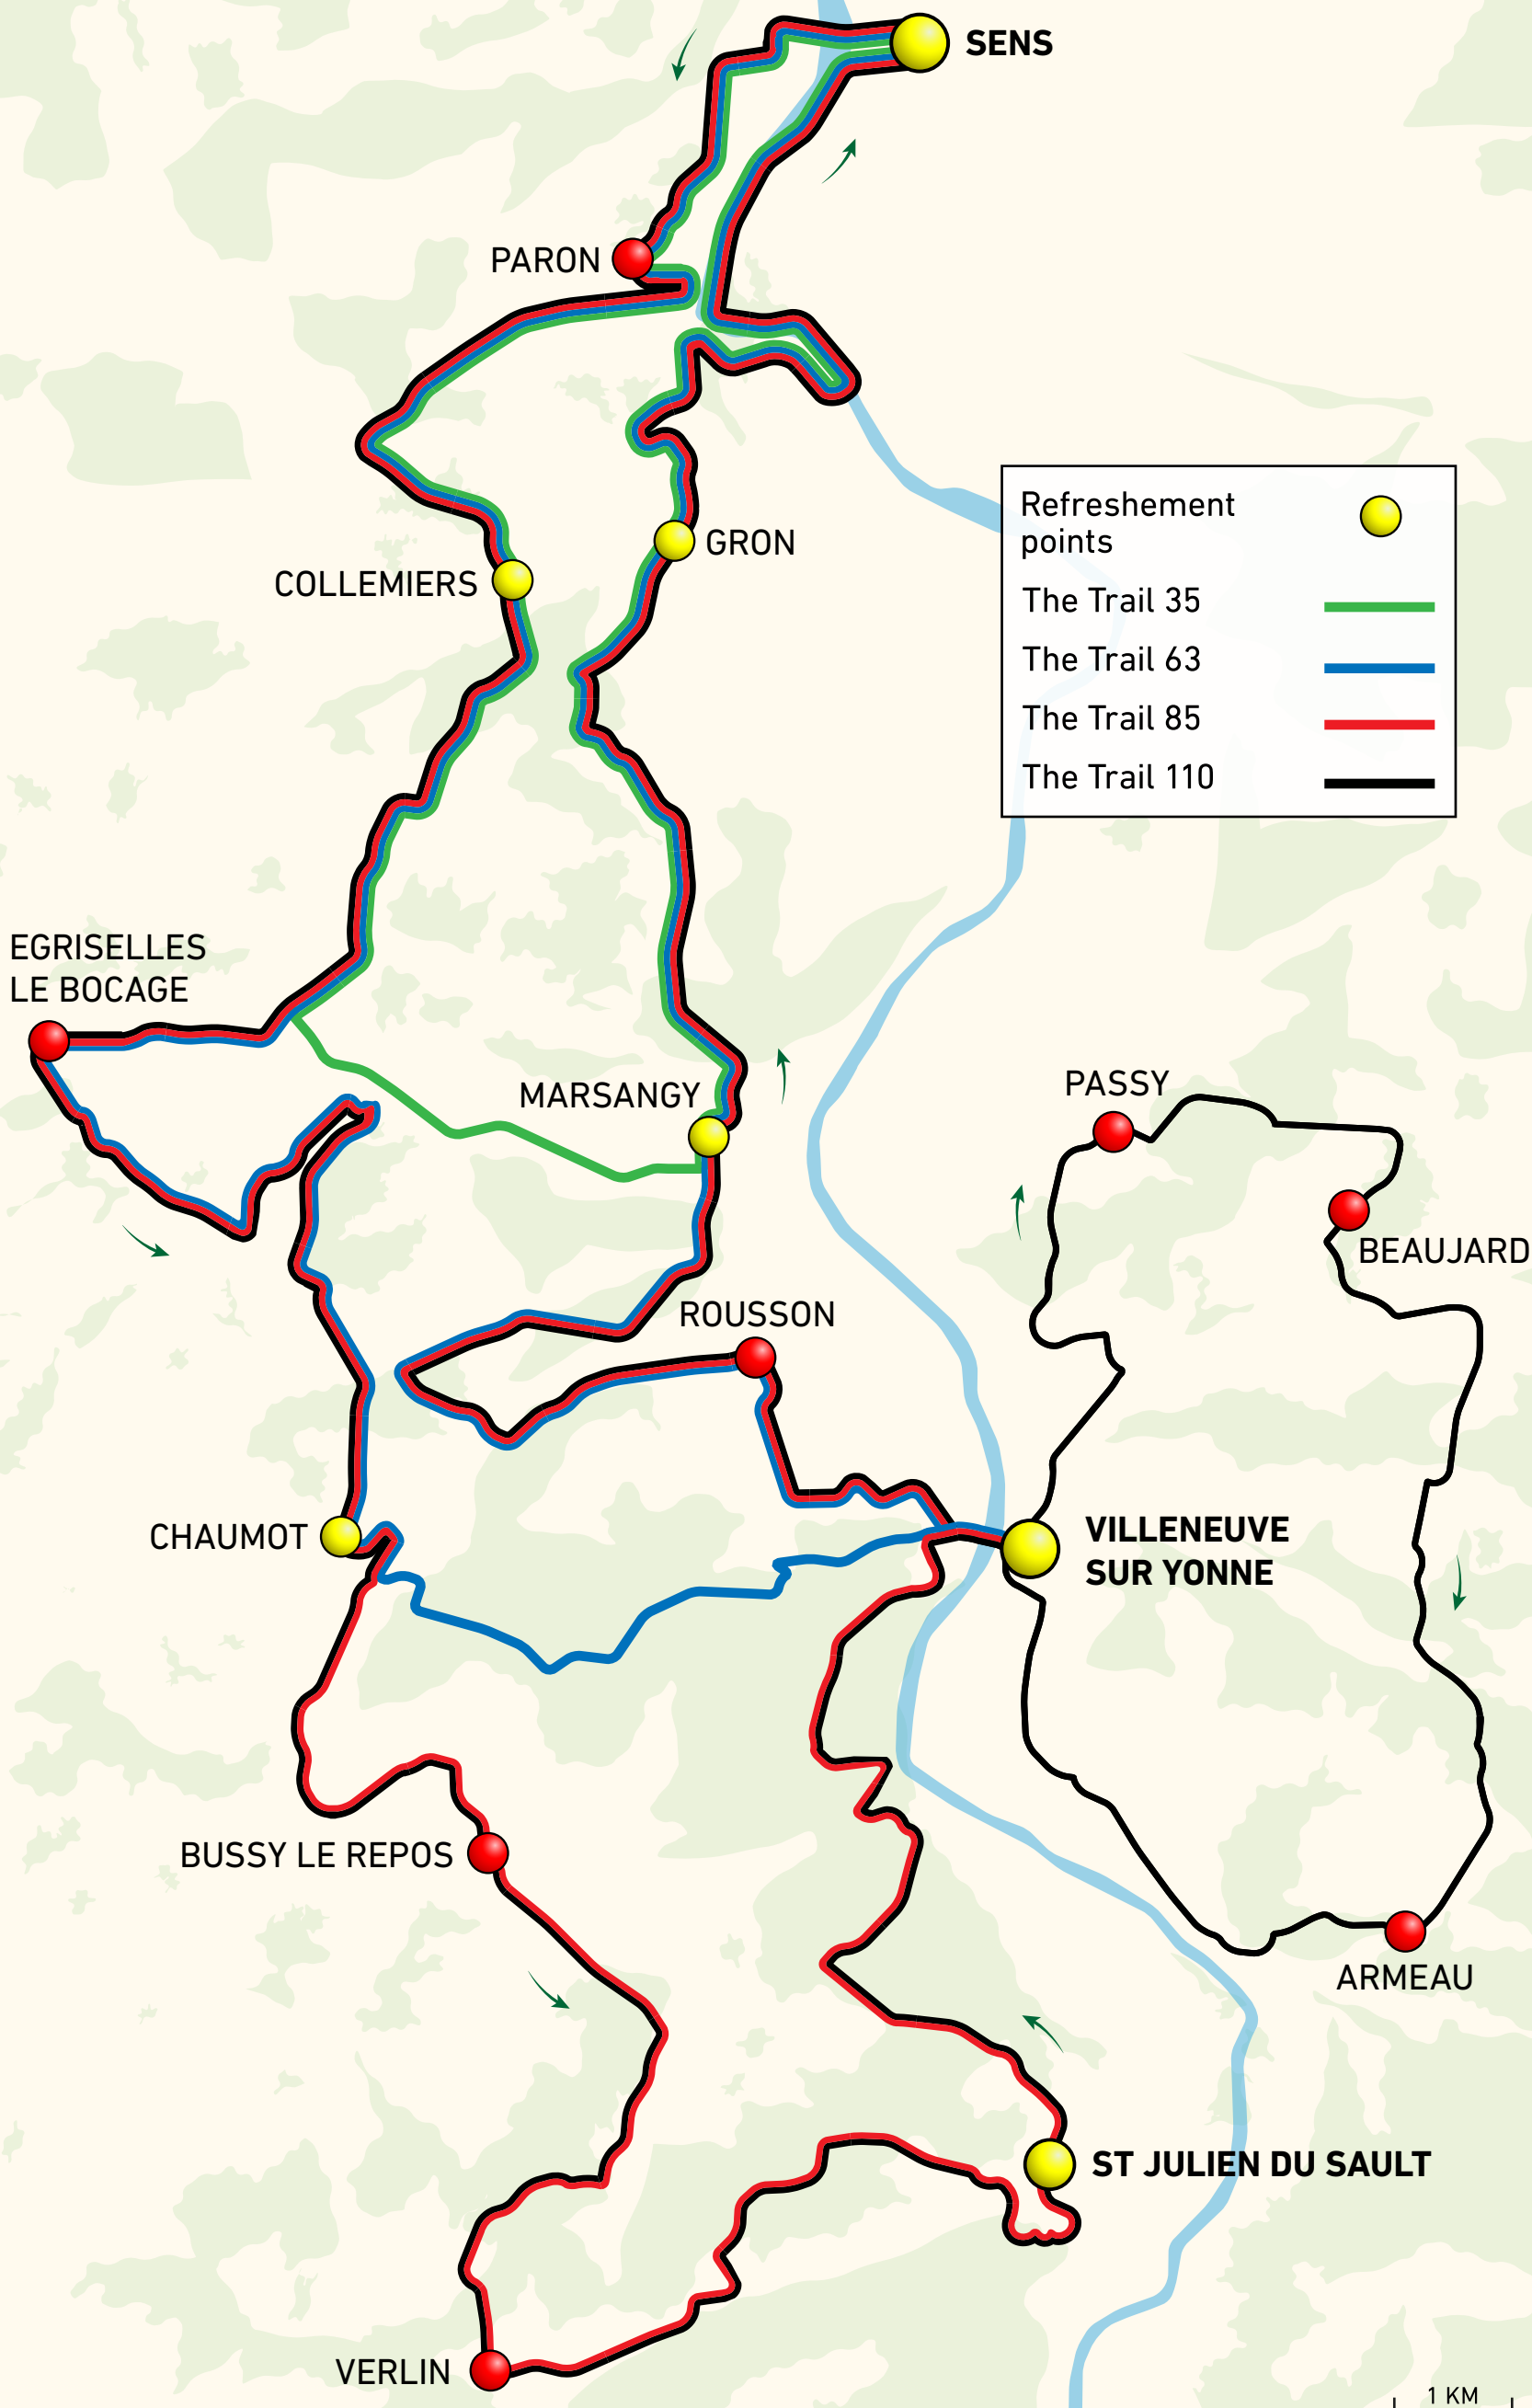 SENS
PARON
GRON
COLLEMIERS
Refreshement
points
The Trail 35
The Trail 63
The Trail 85
The Trail 110
EGRISELLES
LE BOCAGE
MARSANGY
PASSY
BEAUJARD
ROUSSON
CHAUMOT
VILLENEUVE
SUR YONNE
BUSSY LE REPOS
ARMEAU
ST JULIEN DU SAULT
VERLIN
1 KM